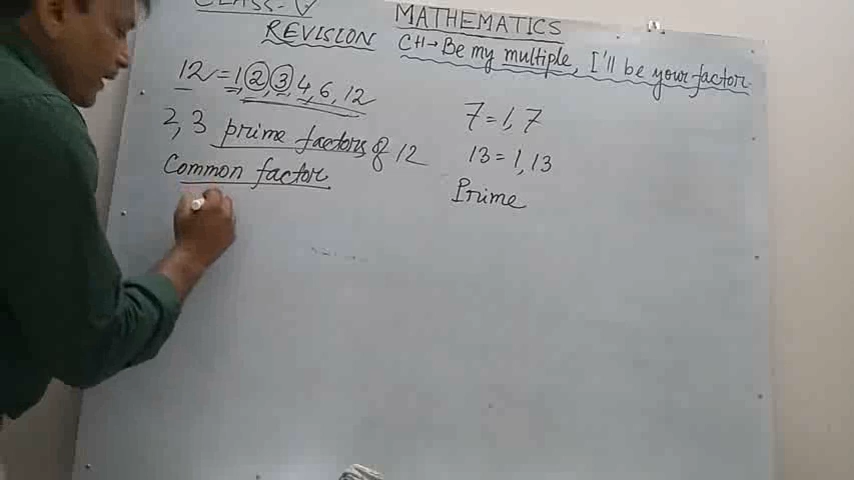 CLASS-V MATHEMATICS
REVISION CH→Be my multiple, I'll be your factor
12 = 1, 2, 3, 4, 6, 12
2, 3 prime factors of 12
Common factor
7 = 1, 7
13 = 1, 13
Prime